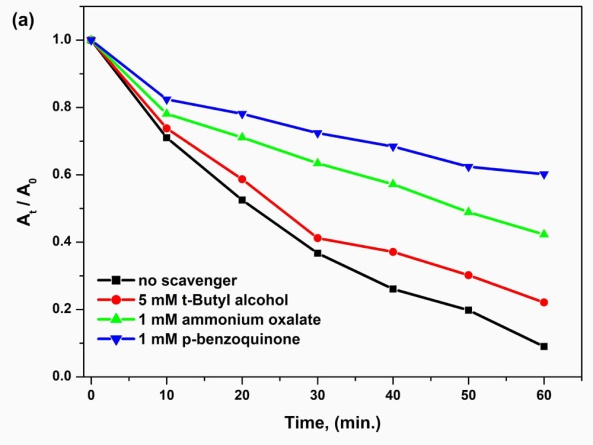 (a)
1.0
0.8
0.6
0.4
0.2
0.0
At / A0
no scavenger
5 mM t-Butyl alcohol
1 mM ammonium oxalate
1 mM p-benzoquinone
0 10 20 30 40 50 60
Time, (min.)